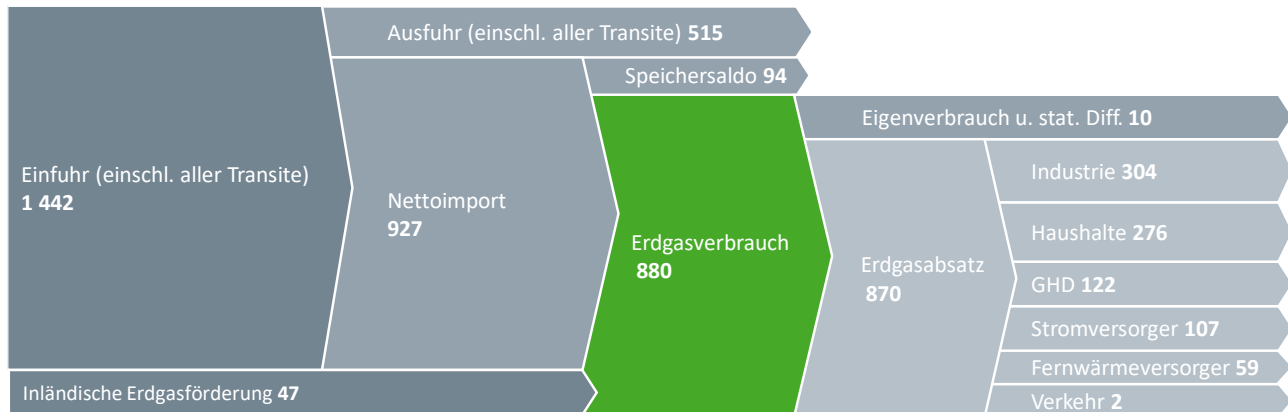 Ausfuhr (einschl. aller Transite) 515
Speichersaldo 94
Eigenverbrauch u. stat. Diff. 10
Einfuhr (einschl. aller Transite)
1 442
Nettoimport
927
Erdgasverbrauch
880
Erdgasabsatz
870
Industrie 304
Haushalte 276
GHD 122
Stromversorger 107
Fernwärmeversorger 59
Verkehr 2
Inländische Erdgasförderung 47